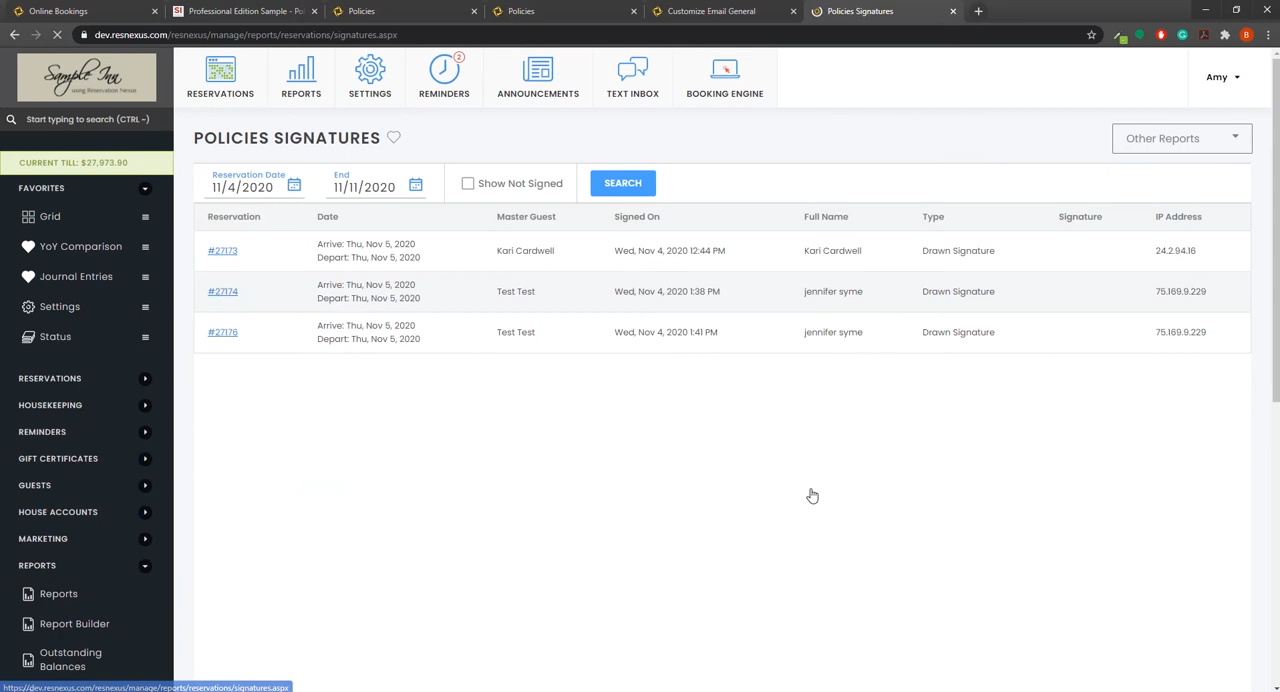 Online Bookings
Professional Edition Sample - Po
Policies
Policies
Customize Email General
Policies Signatures
dev.resnexus.com/resnexus/manage/reports/reservations/signatures.aspx
Sample Inn
using Reservation Nexus
RESERVATIONS
REPORTS
SETTINGS
2
REMINDERS
ANNOUNCEMENTS
TEXT INBOX
BOOKING ENGINE
Amy
Start typing to search (CTRL ~)
CURRENT TILL: $27,973.90
FAVORITES
Grid
YoY Comparison
Journal Entries
Settings
Status
RESERVATIONS
HOUSEKEEPING
REMINDERS
GIFT CERTIFICATES
GUESTS
HOUSE ACCOUNTS
MARKETING
REPORTS
Reports
Report Builder
Outstanding
Balances
POLICIES SIGNATURES
Other Reports
Reservation Date
11/4/2020
End
11/11/2020
Show Not Signed
SEARCH
Reservation Date Master Guest Signed On Full Name Type Signature IP Address
#27173 Arrive: Thu, Nov 5, 2020 Kari Cardwell Wed, Nov 4, 2020 12:44 PM Kari Cardwell Drawn Signature 24.2.94.16
Depart: Thu, Nov 5, 2020
#27174 Arrive: Thu, Nov 5, 2020 Test Test Wed, Nov 4, 2020 1:38 PM jennifer syme Drawn Signature 75.169.9.229
Depart: Thu, Nov 5, 2020
#27176 Arrive: Thu, Nov 5, 2020 Test Test Wed, Nov 4, 2020 1:41 PM jennifer syme Drawn Signature 75.169.9.229
Depart: Thu, Nov 5, 2020
https://dev.resnexus.com/resnexus/manage/reports/reservations/signatures.aspx